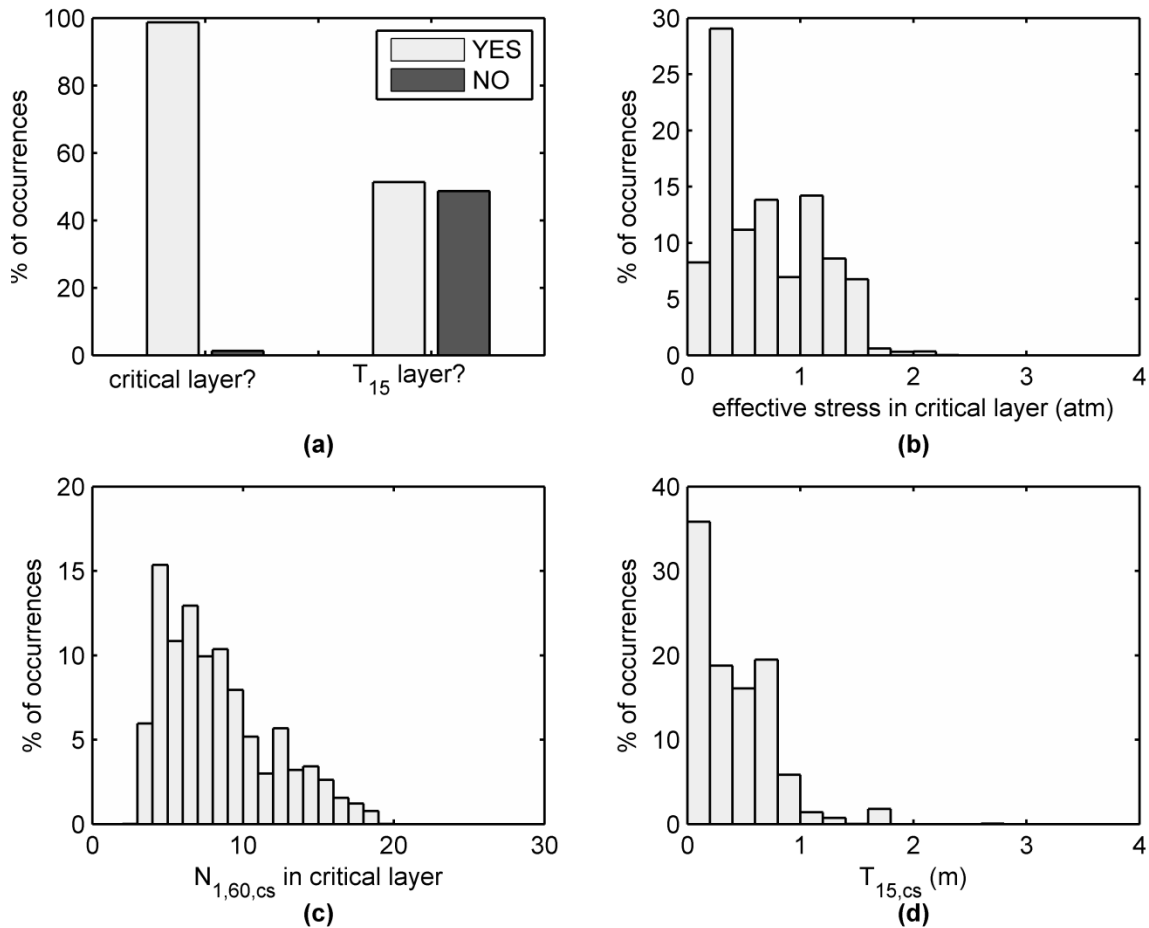 100
80
60
40
20
0
% of occurrences
YES
NO
critical layer?
T15 layer?
(a)
30
25
20
15
10
5
0
% of occurrences
0 1 2 3 4
effective stress in critical layer (atm)
(b)
20
15
10
5
0
% of occurrences
0 10 20 30
N1,60,cs in critical layer
(c)
40
30
20
10
0
% of occurrences
0 1 2 3 4
T15,cs (m)
(d)